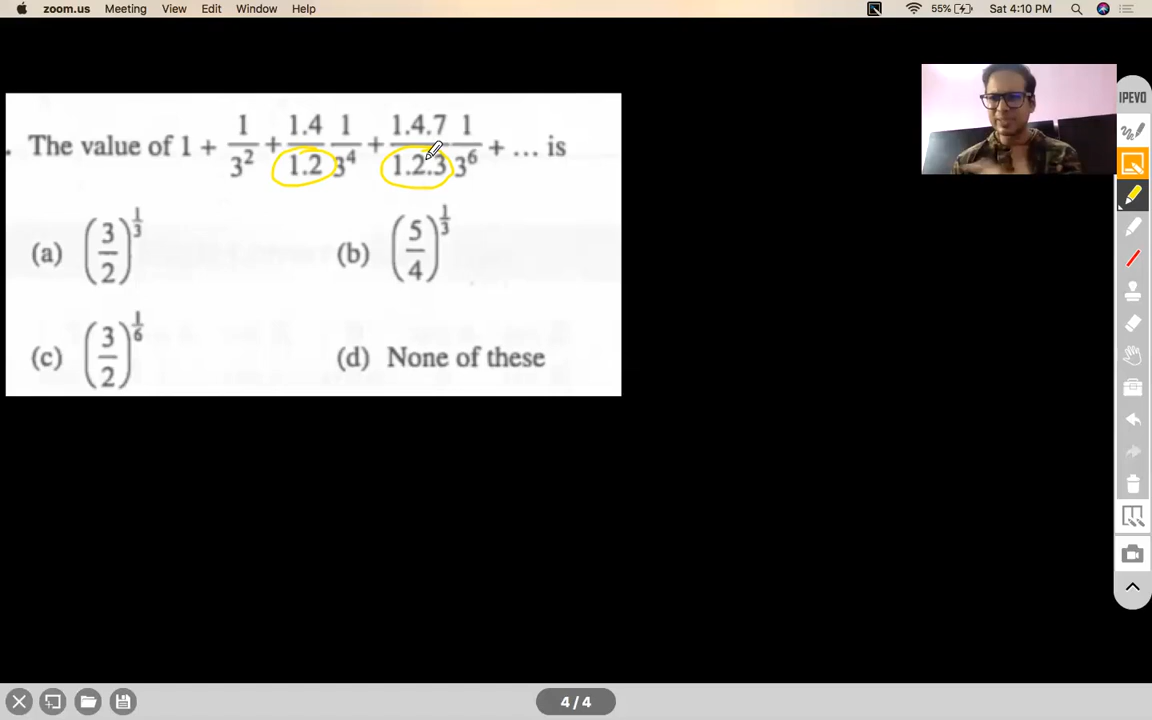 zoom.us Meeting View Edit Window Help 55% Sat 4:10 PM
IPEVO
. The value of 1 + 1/3² + 1.4/1.2 1/3⁴ + 1.4.7/1.2.3 1/3⁶ + ... is
(a) (3/2)^(1/3) (b) (5/4)^(1/3)
(c) (3/2)^(1/6) (d) None of these
4 / 4